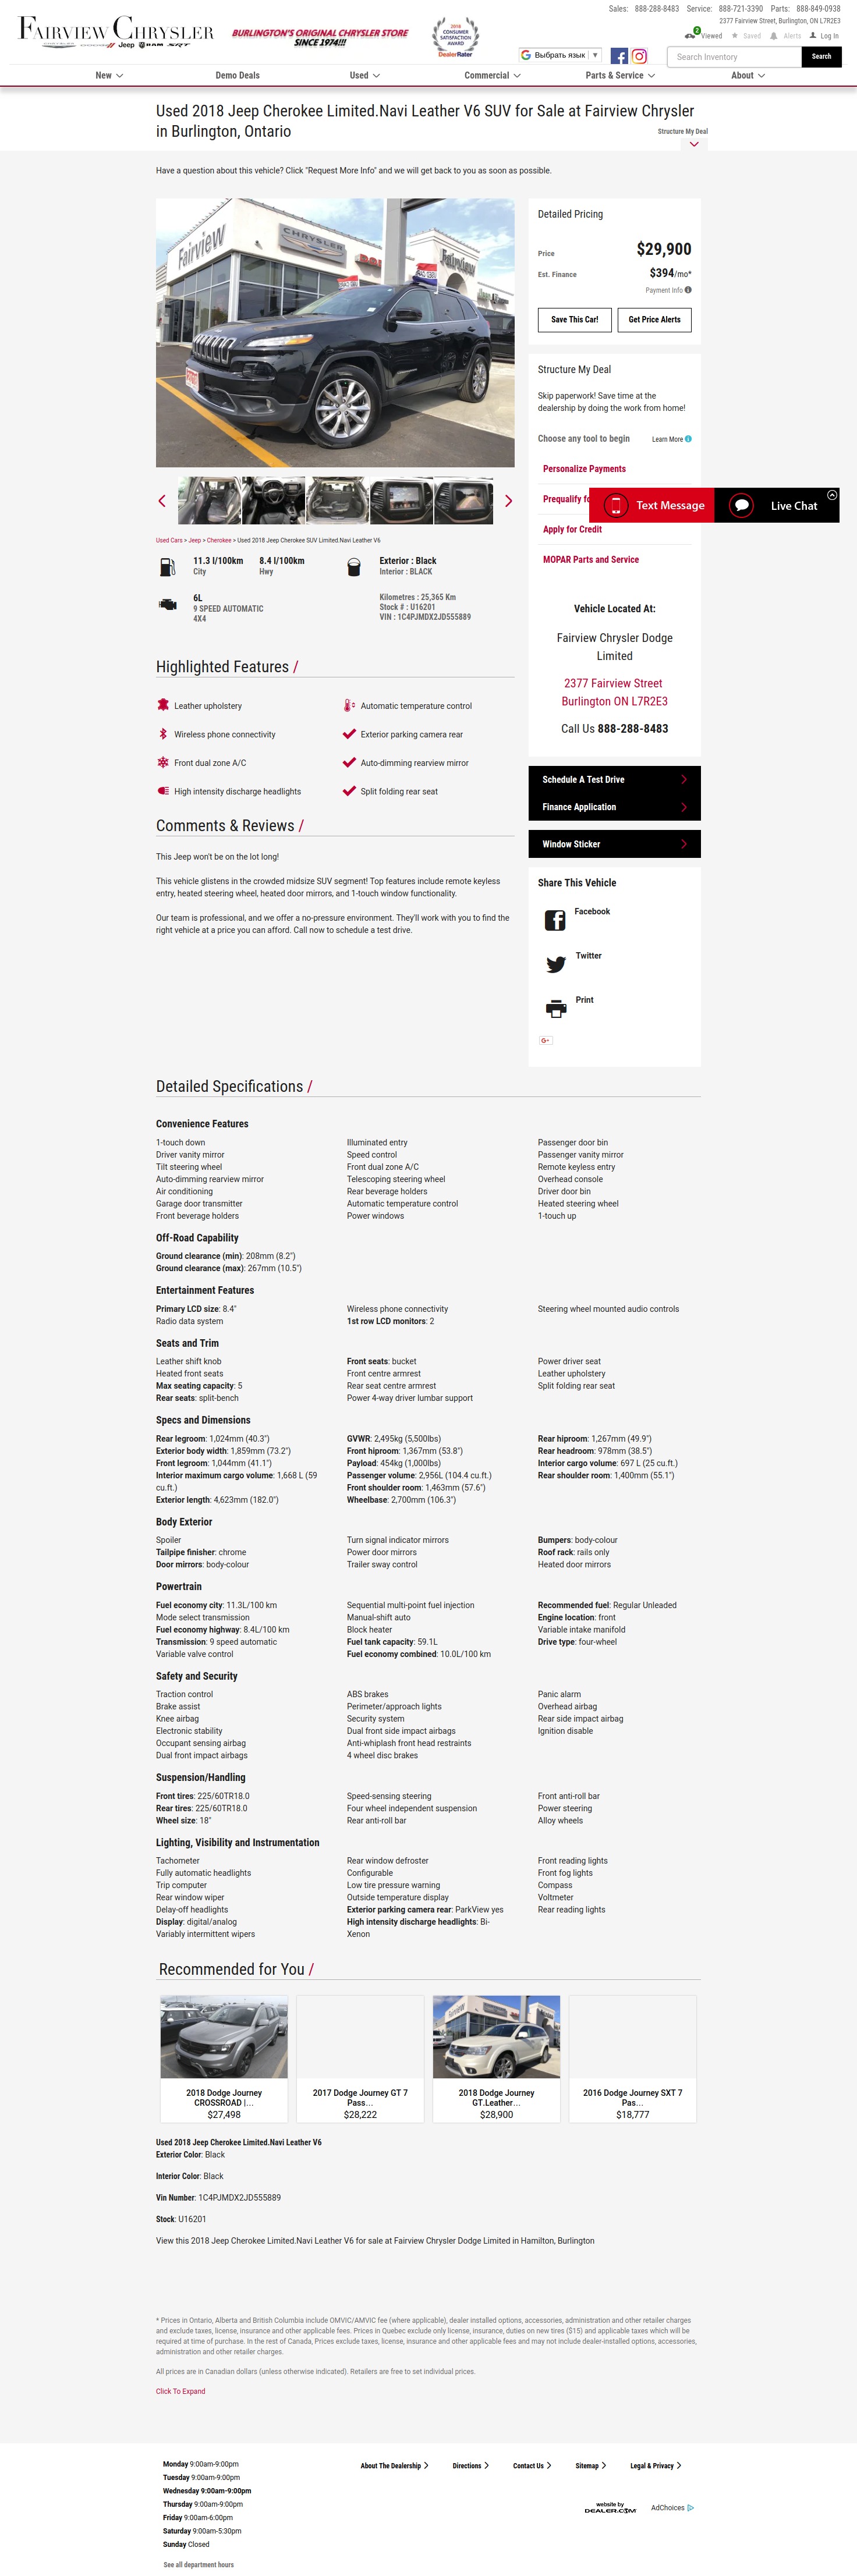 Sales: 888-288-8483 Service: 888-721-3390 Parts: 888-849-0938
2377 Fairview Street, Burlington, ON L7R2E3
FAIRVIEW CHRYSLER
Jeep RAM SRT
BURLINGTON'S ORIGINAL CHRYSLER STORE
SINCE 1974!!!
2018
CONSUMER
SATISFACTION
AWARD
DealerRater
2 Viewed Saved Alerts Log In
Выбрать язык ▼
Search Inventory
Search
New Demo Deals Used Commercial Parts & Service About
Used 2018 Jeep Cherokee Limited.Navi Leather V6 SUV for Sale at Fairview Chrysler
in Burlington, Ontario
Structure My Deal
Have a question about this vehicle? Click "Request More Info" and we will get back to you as soon as possible.
Fairview
CHRYSLER
Fairview
Detailed Pricing
Price $29,900
Est. Finance $394/mo*
Payment Info
Save This Car! Get Price Alerts
Structure My Deal
Skip paperwork! Save time at the
dealership by doing the work from home!
Choose any tool to begin Learn More
Personalize Payments
Prequalify fo
Text Message Live Chat
Apply for Credit
MOPAR Parts and Service
Vehicle Located At:
Fairview Chrysler Dodge
Limited
2377 Fairview Street
Burlington ON L7R2E3
Call Us 888-288-8483
Schedule A Test Drive
Finance Application
Window Sticker
Share This Vehicle
Facebook
Twitter
Print
G+
Used Cars > Jeep > Cherokee > Used 2018 Jeep Cherokee SUV Limited.Navi Leather V6
11.3 l/100km 8.4 l/100km Exterior : Black
City Hwy Interior : BLACK
6L
9 SPEED AUTOMATIC
4X4
Kilometres : 25,365 Km
Stock # : U16201
VIN : 1C4PJMDX2JD555889
Highlighted Features /
Leather upholstery Automatic temperature control
Wireless phone connectivity Exterior parking camera rear
Front dual zone A/C Auto-dimming rearview mirror
High intensity discharge headlights Split folding rear seat
Comments & Reviews /
This Jeep won't be on the lot long!
This vehicle glistens in the crowded midsize SUV segment! Top features include remote keyless
entry, heated steering wheel, heated door mirrors, and 1-touch window functionality.
Our team is professional, and we offer a no-pressure environment. They'll work with you to find the
right vehicle at a price you can afford. Call now to schedule a test drive.
Detailed Specifications /
Convenience Features
1-touch down Illuminated entry Passenger door bin
Driver vanity mirror Speed control Passenger vanity mirror
Tilt steering wheel Front dual zone A/C Remote keyless entry
Auto-dimming rearview mirror Telescoping steering wheel Overhead console
Air conditioning Rear beverage holders Driver door bin
Garage door transmitter Automatic temperature control Heated steering wheel
Front beverage holders Power windows 1-touch up
Off-Road Capability
Ground clearance (min): 208mm (8.2")
Ground clearance (max): 267mm (10.5")
Entertainment Features
Primary LCD size: 8.4" Wireless phone connectivity Steering wheel mounted audio controls
Radio data system 1st row LCD monitors: 2
Seats and Trim
Leather shift knob Front seats: bucket Power driver seat
Heated front seats Front centre armrest Leather upholstery
Max seating capacity: 5 Rear seat centre armrest Split folding rear seat
Rear seats: split-bench Power 4-way driver lumbar support
Specs and Dimensions
Rear legroom: 1,024mm (40.3") GVWR: 2,495kg (5,500lbs) Rear hiproom: 1,267mm (49.9")
Exterior body width: 1,859mm (73.2") Front hiproom: 1,367mm (53.8") Rear headroom: 978mm (38.5")
Front legroom: 1,044mm (41.1") Payload: 454kg (1,000lbs) Interior cargo volume: 697 L (25 cu.ft.)
Interior maximum cargo volume: 1,668 L (59 Passenger volume: 2,956L (104.4 cu.ft.) Rear shoulder room: 1,400mm (55.1")
cu.ft.) Front shoulder room: 1,463mm (57.6")
Exterior length: 4,623mm (182.0") Wheelbase: 2,700mm (106.3")
Body Exterior
Spoiler Turn signal indicator mirrors Bumpers: body-colour
Tailpipe finisher: chrome Power door mirrors Roof rack: rails only
Door mirrors: body-colour Trailer sway control Heated door mirrors
Powertrain
Fuel economy city: 11.3L/100 km Sequential multi-point fuel injection Recommended fuel: Regular Unleaded
Mode select transmission Manual-shift auto Engine location: front
Fuel economy highway: 8.4L/100 km Block heater Variable intake manifold
Transmission: 9 speed automatic Fuel tank capacity: 59.1L Drive type: four-wheel
Variable valve control Fuel economy combined: 10.0L/100 km
Safety and Security
Traction control ABS brakes Panic alarm
Brake assist Perimeter/approach lights Overhead airbag
Knee airbag Security system Rear side impact airbag
Electronic stability Dual front side impact airbags Ignition disable
Occupant sensing airbag Anti-whiplash front head restraints
Dual front impact airbags 4 wheel disc brakes
Suspension/Handling
Front tires: 225/60TR18.0 Speed-sensing steering Front anti-roll bar
Rear tires: 225/60TR18.0 Four wheel independent suspension Power steering
Wheel size: 18" Rear anti-roll bar Alloy wheels
Lighting, Visibility and Instrumentation
Tachometer Rear window defroster Front reading lights
Fully automatic headlights Configurable Front fog lights
Trip computer Low tire pressure warning Compass
Rear window wiper Outside temperature display Voltmeter
Delay-off headlights Exterior parking camera rear: ParkView yes Rear reading lights
Display: digital/analog High intensity discharge headlights: Bi-
Variably intermittent wipers Xenon
Recommended for You /
2018 Dodge Journey 2017 Dodge Journey GT 7 2018 Dodge Journey 2016 Dodge Journey SXT 7
CROSSROAD |… Pass… GT.Leather… Pas…
$27,498 $28,222 $28,900 $18,777
Used 2018 Jeep Cherokee Limited.Navi Leather V6
Exterior Color: Black
Interior Color: Black
Vin Number: 1C4PJMDX2JD555889
Stock: U16201
View this 2018 Jeep Cherokee Limited.Navi Leather V6 for sale at Fairview Chrysler Dodge Limited in Hamilton, Burlington
* Prices in Ontario, Alberta and British Columbia include OMVIC/AMVIC fee (where applicable), dealer installed options, accessories, administration and other retailer charges
and exclude taxes, license, insurance and other applicable fees. Prices in Quebec exclude only license, insurance, duties on new tires ($15) and applicable taxes which will be
required at time of purchase. In the rest of Canada, Prices exclude taxes, license, insurance and other applicable fees and may not include dealer-installed options, accessories,
administration and other retailer charges.
All prices are in Canadian dollars (unless otherwise indicated). Retailers are free to set individual prices.
Click To Expand
Monday 9:00am-9:00pm
Tuesday 9:00am-9:00pm
Wednesday 9:00am-9:00pm
Thursday 9:00am-9:00pm
Friday 9:00am-6:00pm
Saturday 9:00am-5:30pm
Sunday Closed
See all department hours
About The Dealership Directions Contact Us Sitemap Legal & Privacy
website by
DEALER.COM
AdChoices